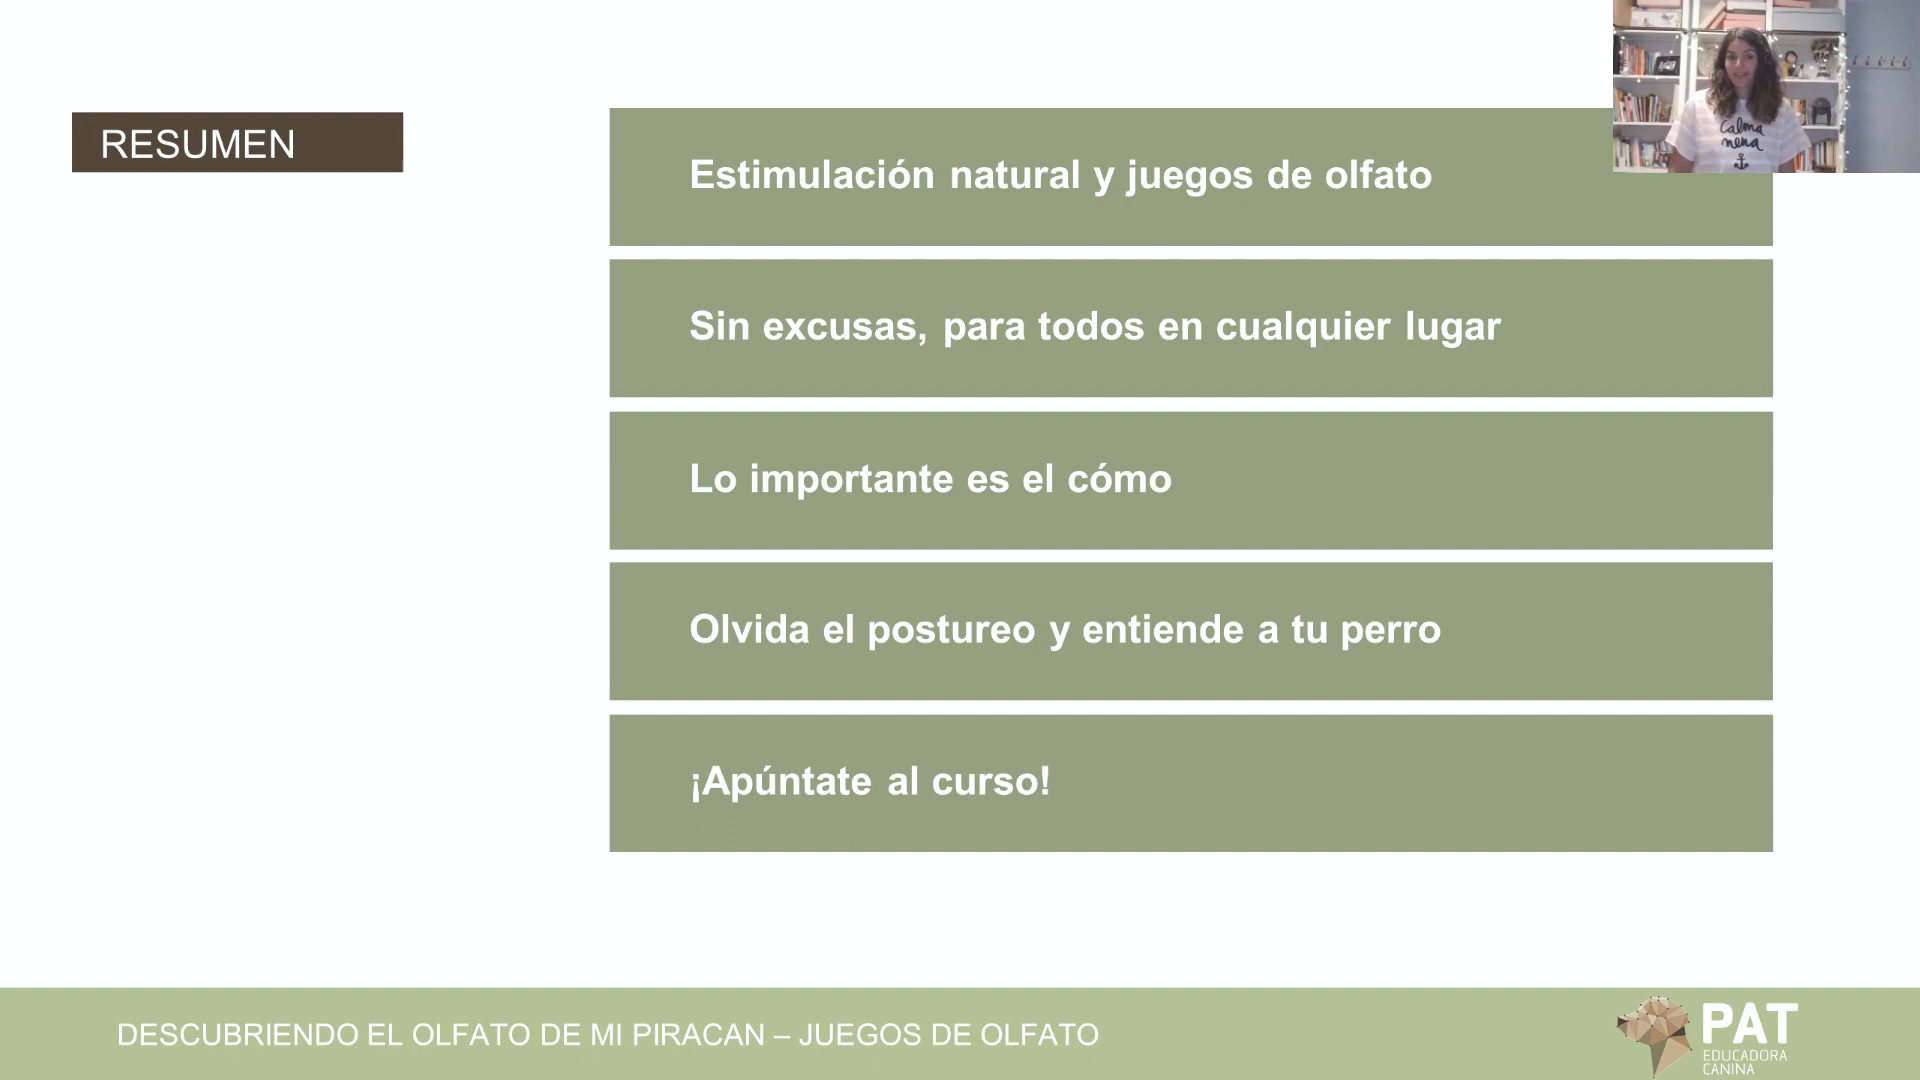 RESUMEN
Estimulación natural y juegos de olfato
Sin excusas, para todos en cualquier lugar
Lo importante es el cómo
Olvida el postureo y entiende a tu perro
¡Apúntate al curso!
calma
nena
DESCUBRIENDO EL OLFATO DE MI PIRACAN – JUEGOS DE OLFATO
PAT
EDUCADORA
CANINA